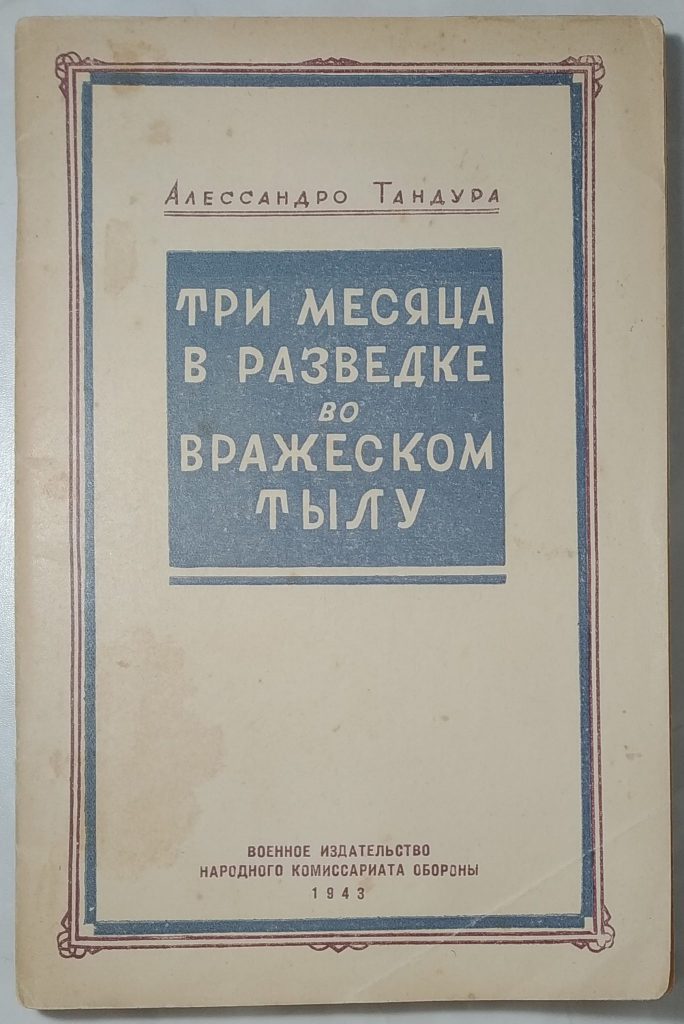 Алессандро Тандура
ТРИ МЕСЯЦА
В РАЗВЕДКЕ
ВО
ВРАЖЕСКОМ
ТЫЛУ
ВОЕННОЕ ИЗДАТЕЛЬСТВО
НАРОДНОГО КОМИССАРИАТА ОБОРОНЫ
1943